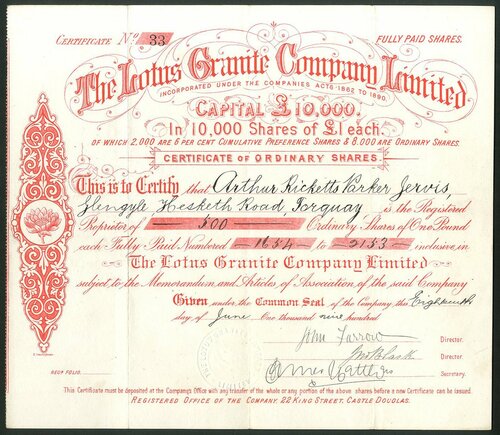 CERTIFICATE No. 33
FULLY PAID SHARES.
The Lotus Granite Company Limited
INCORPORATED UNDER THE COMPANIES ACTS 1862 TO 1890.
CAPITAL £10,000.
In 10,000 Shares of £1 each.
OF WHICH 2,000 ARE 6 PER CENT CUMULATIVE PREFERENCE SHARES & 8,000 ARE ORDINARY SHARES.
CERTIFICATE OF ORDINARY SHARES.
This is to Certify that Arthur Ricketts Parker Jervis,
Glengyle, Hesketh Road, Torquay is the Registered
Proprietor of 500 Ordinary Shares of One Pound
each Fully Paid Numbered 1654 to 2153 inclusive in
The Lotus Granite Company Limited
subject to the Memorandum and Articles of Association of the said Company
Given under the Common Seal of the Company this Eighteenth
day of June One thousand nine hundred
John Farrow Director.
Director.
Secretary.
REGD. FOLIO.
This Certificate must be deposited at the Company's Office with any transfer of the whole or any portion of the above shares before a new Certificate can be issued.
REGISTERED OFFICE OF THE COMPANY, 22 KING STREET, CASTLE DOUGLAS.